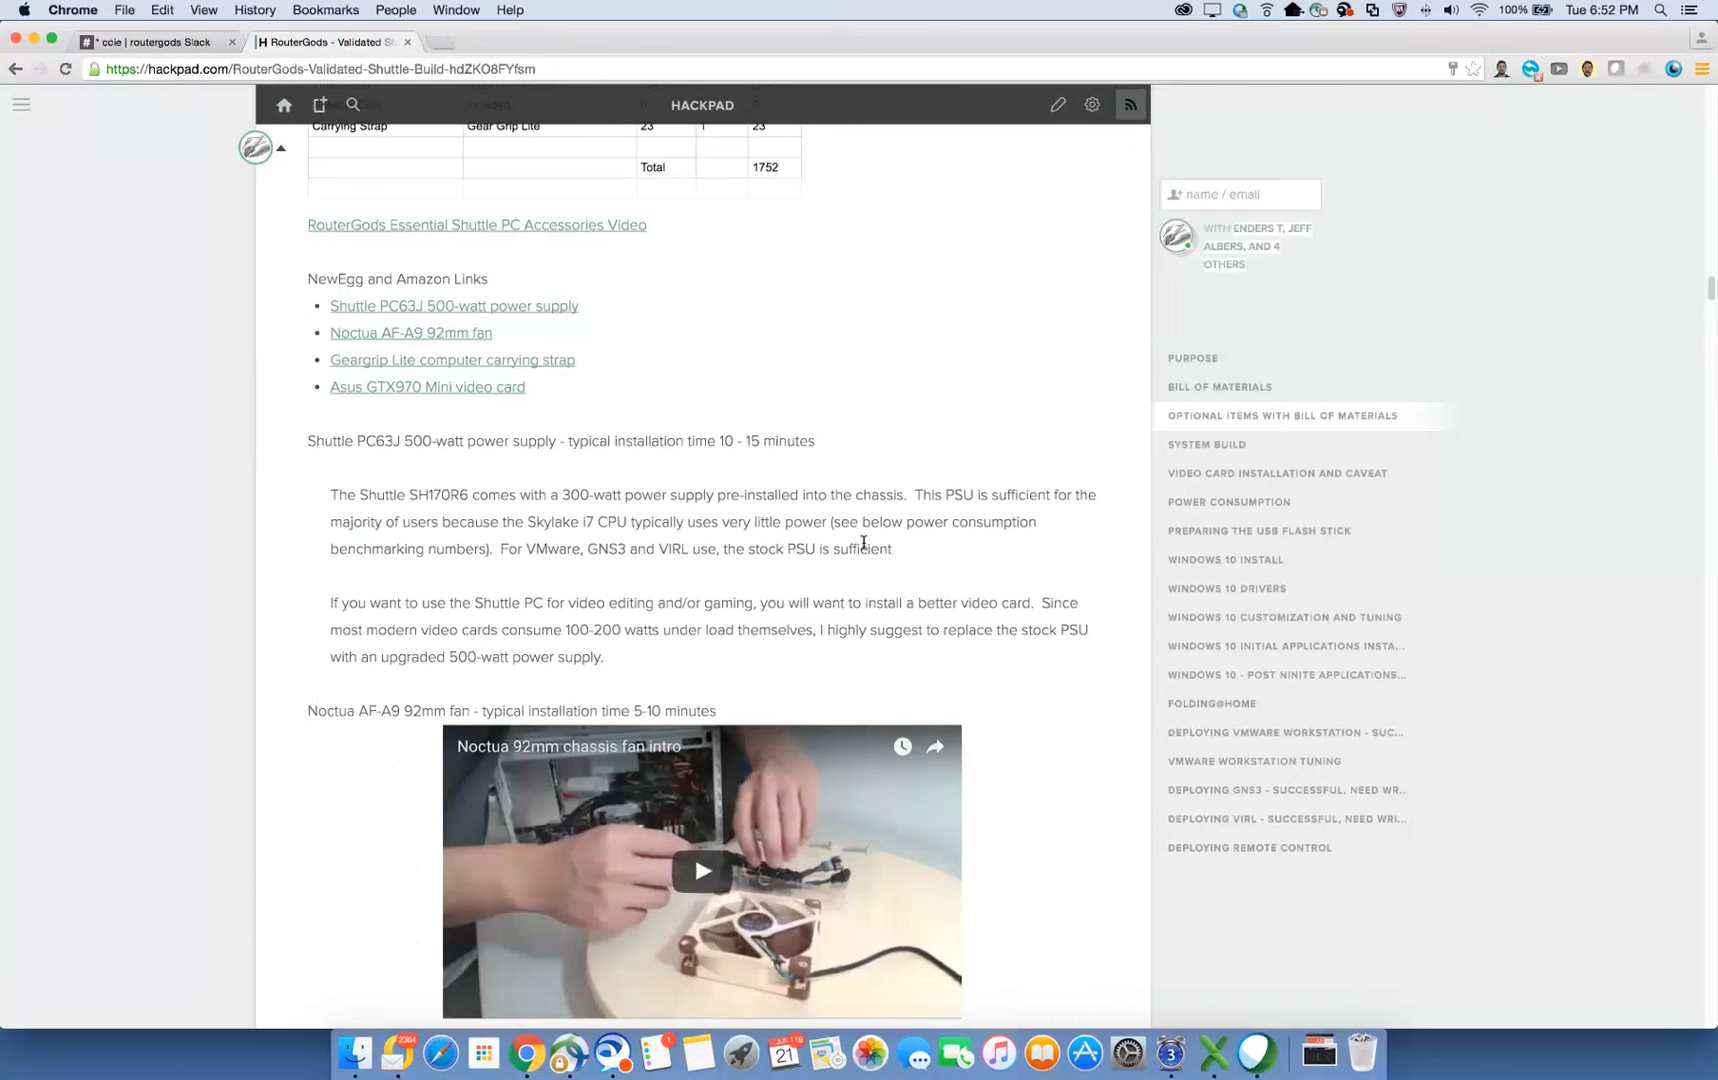 Chrome File Edit View History Bookmarks People Window Help
100% Tue 6:52 PM
* ccie | routergods Slack
RouterGods - Validated S
https://hackpad.com/RouterGods-Validated-Shuttle-Build-hdZKO8FYfsm
HACKPAD
Carrying Strap Gear Grip Lite 23 1 23
Total 1752
RouterGods Essential Shuttle PC Accessories Video
NewEgg and Amazon Links
• Shuttle PC63J 500-watt power supply
• Noctua AF-A9 92mm fan
• Geargrip Lite computer carrying strap
• Asus GTX970 Mini video card
Shuttle PC63J 500-watt power supply - typical installation time 10 - 15 minutes
The Shuttle SH170R6 comes with a 300-watt power supply pre-installed into the chassis. This PSU is sufficient for the
majority of users because the Skylake i7 CPU typically uses very little power (see below power consumption
benchmarking numbers). For VMware, GNS3 and VIRL use, the stock PSU is sufficient
If you want to use the Shuttle PC for video editing and/or gaming, you will want to install a better video card. Since
most modern video cards consume 100-200 watts under load themselves, I highly suggest to replace the stock PSU
with an upgraded 500-watt power supply.
Noctua AF-A9 92mm fan - typical installation time 5-10 minutes
Noctua 92mm chassis fan intro
name / email
WITH ENDERS T, JEFF
ALBERS, AND 4
OTHERS
PURPOSE
BILL OF MATERIALS
OPTIONAL ITEMS WITH BILL OF MATERIALS
SYSTEM BUILD
VIDEO CARD INSTALLATION AND CAVEAT
POWER CONSUMPTION
PREPARING THE USB FLASH STICK
WINDOWS 10 INSTALL
WINDOWS 10 DRIVERS
WINDOWS 10 CUSTOMIZATION AND TUNING
WINDOWS 10 INITIAL APPLICATIONS INSTA...
WINDOWS 10 - POST NINITE APPLICATIONS...
FOLDING@HOME
DEPLOYING VMWARE WORKSTATION - SUC...
VMWARE WORKSTATION TUNING
DEPLOYING GNS3 - SUCCESSFUL, NEED WR...
DEPLOYING VIRL - SUCCESSFUL, NEED WRI...
DEPLOYING REMOTE CONTROL
2364
1
JUN
21
3